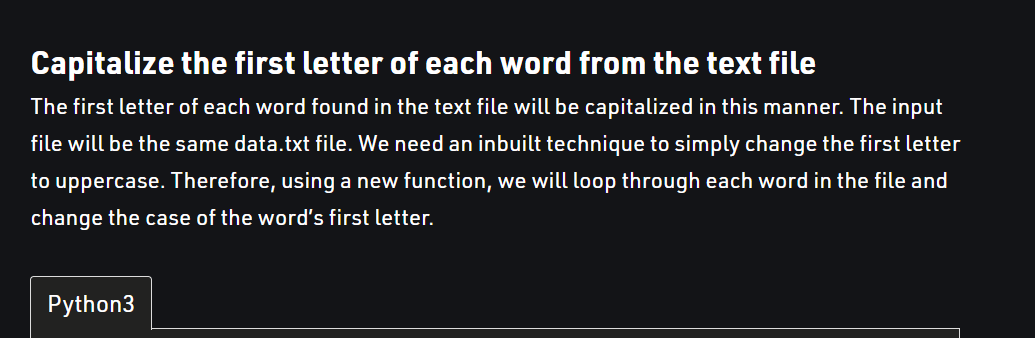 Capitalize the first letter of each word from the text file
The first letter of each word found in the text file will be capitalized in this manner. The input
file will be the same data.txt file. We need an inbuilt technique to simply change the first letter
to uppercase. Therefore, using a new function, we will loop through each word in the file and
change the case of the word’s first letter.
Python3